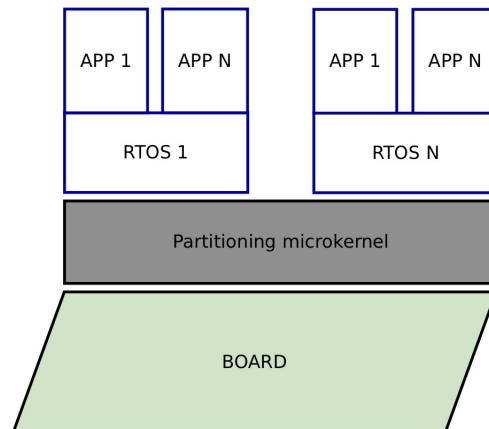 APP 1
APP N
APP 1
APP N
RTOS 1
RTOS N
Partitioning microkernel
BOARD